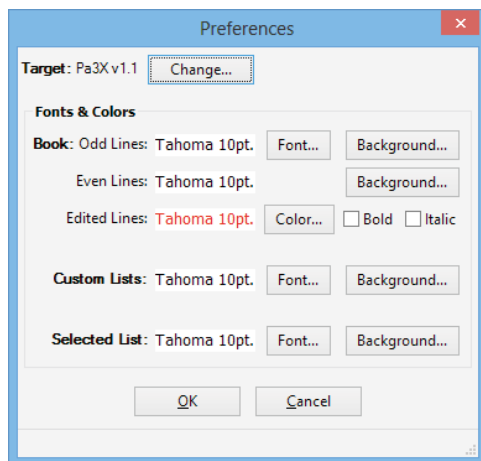 Preferences
Target: Pa3X v1.1 Change...
Fonts & Colors
Book: Odd Lines: Tahoma 10pt. Font... Background...
Even Lines: Tahoma 10pt. Background...
Edited Lines: Tahoma 10pt. Color... Bold Italic
Custom Lists: Tahoma 10pt. Font... Background...
Selected List: Tahoma 10pt. Font... Background...
OK Cancel